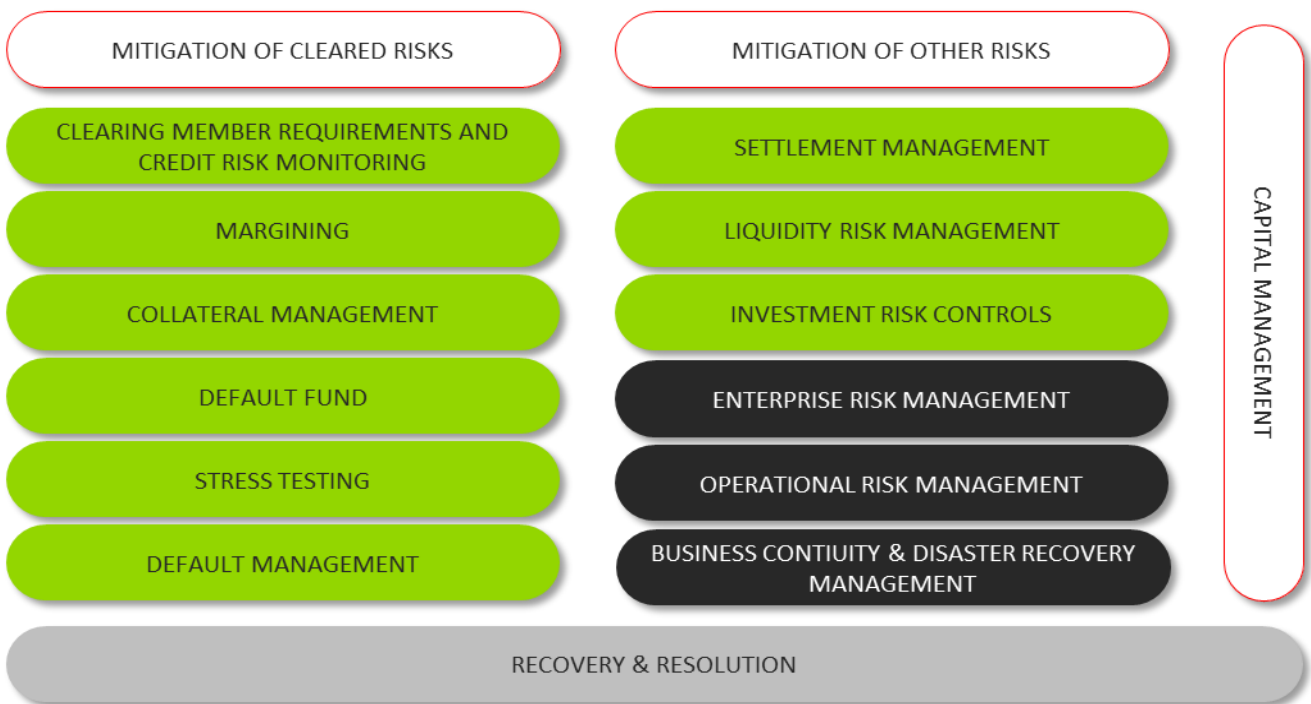 MITIGATION OF CLEARED RISKS
CLEARING MEMBER REQUIREMENTS AND
CREDIT RISK MONITORING
MARGINING
COLLATERAL MANAGEMENT
DEFAULT FUND
STRESS TESTING
DEFAULT MANAGEMENT
MITIGATION OF OTHER RISKS
SETTLEMENT MANAGEMENT
LIQUIDITY RISK MANAGEMENT
INVESTMENT RISK CONTROLS
ENTERPRISE RISK MANAGEMENT
OPERATIONAL RISK MANAGEMENT
BUSINESS CONTIUITY & DISASTER RECOVERY
MANAGEMENT
CAPITAL MANAGEMENT
RECOVERY & RESOLUTION